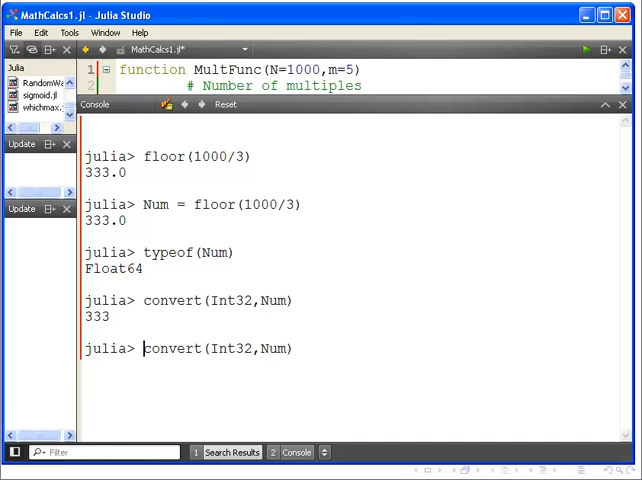 MathCalcs1.jl - Julia Studio
File Edit Tools Window Help
MathCalcs1.jl*
Julia
RandomWa
sigmoid.jl
whichmax.
Update
Update
1 function MultFunc(N=1000,m=5)
2 # Number of multiples
Console Reset
julia> floor(1000/3)
333.0
julia> Num = floor(1000/3)
333.0
julia> typeof(Num)
Float64
julia> convert(Int32,Num)
333
julia> convert(Int32,Num)
Filter
1 Search Results 2 Console